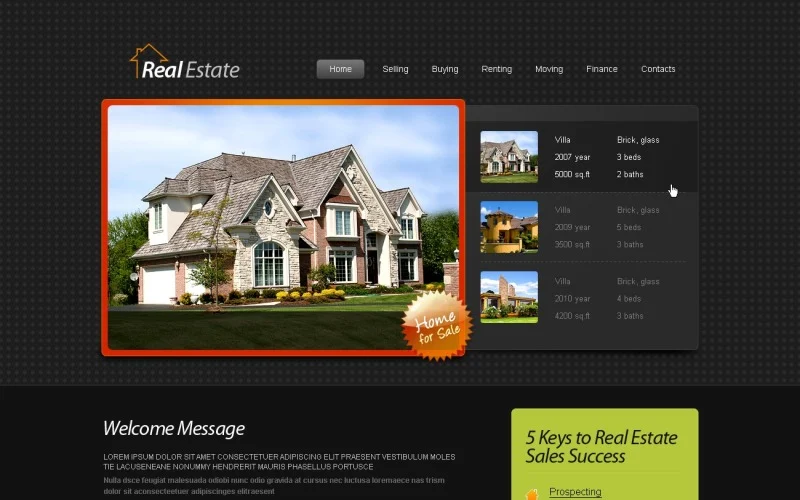 Real Estate
Home Selling Buying Renting Moving Finance Contacts
Villa Brick, glass
2007 year 3 beds
5000 sq.ft 2 baths
Villa Brick, glass
2009 year 5 beds
3500 sq.ft 3 baths
Villa Brick, glass
2010 year 4 beds
4200 sq.ft 3 baths
Home
for Sale
Welcome Message
LOREM IPSUM DOLOR SIT AMET CONSECTETUER ADIPISCING ELIT PRAESENT VESTIBULUM MOLES
TIE LACUSENEANE NONUMMY HENDRERIT MAURIS PHASELLUS PORTUSCE
Nulla dsce feugiat malesuada odlobi nunc odio gravida at cursus nec luctusa loremaece nas trism
dolor sit aconsectetuer adipiscinges elitraesent
5 Keys to Real Estate
Sales Success
Prospecting